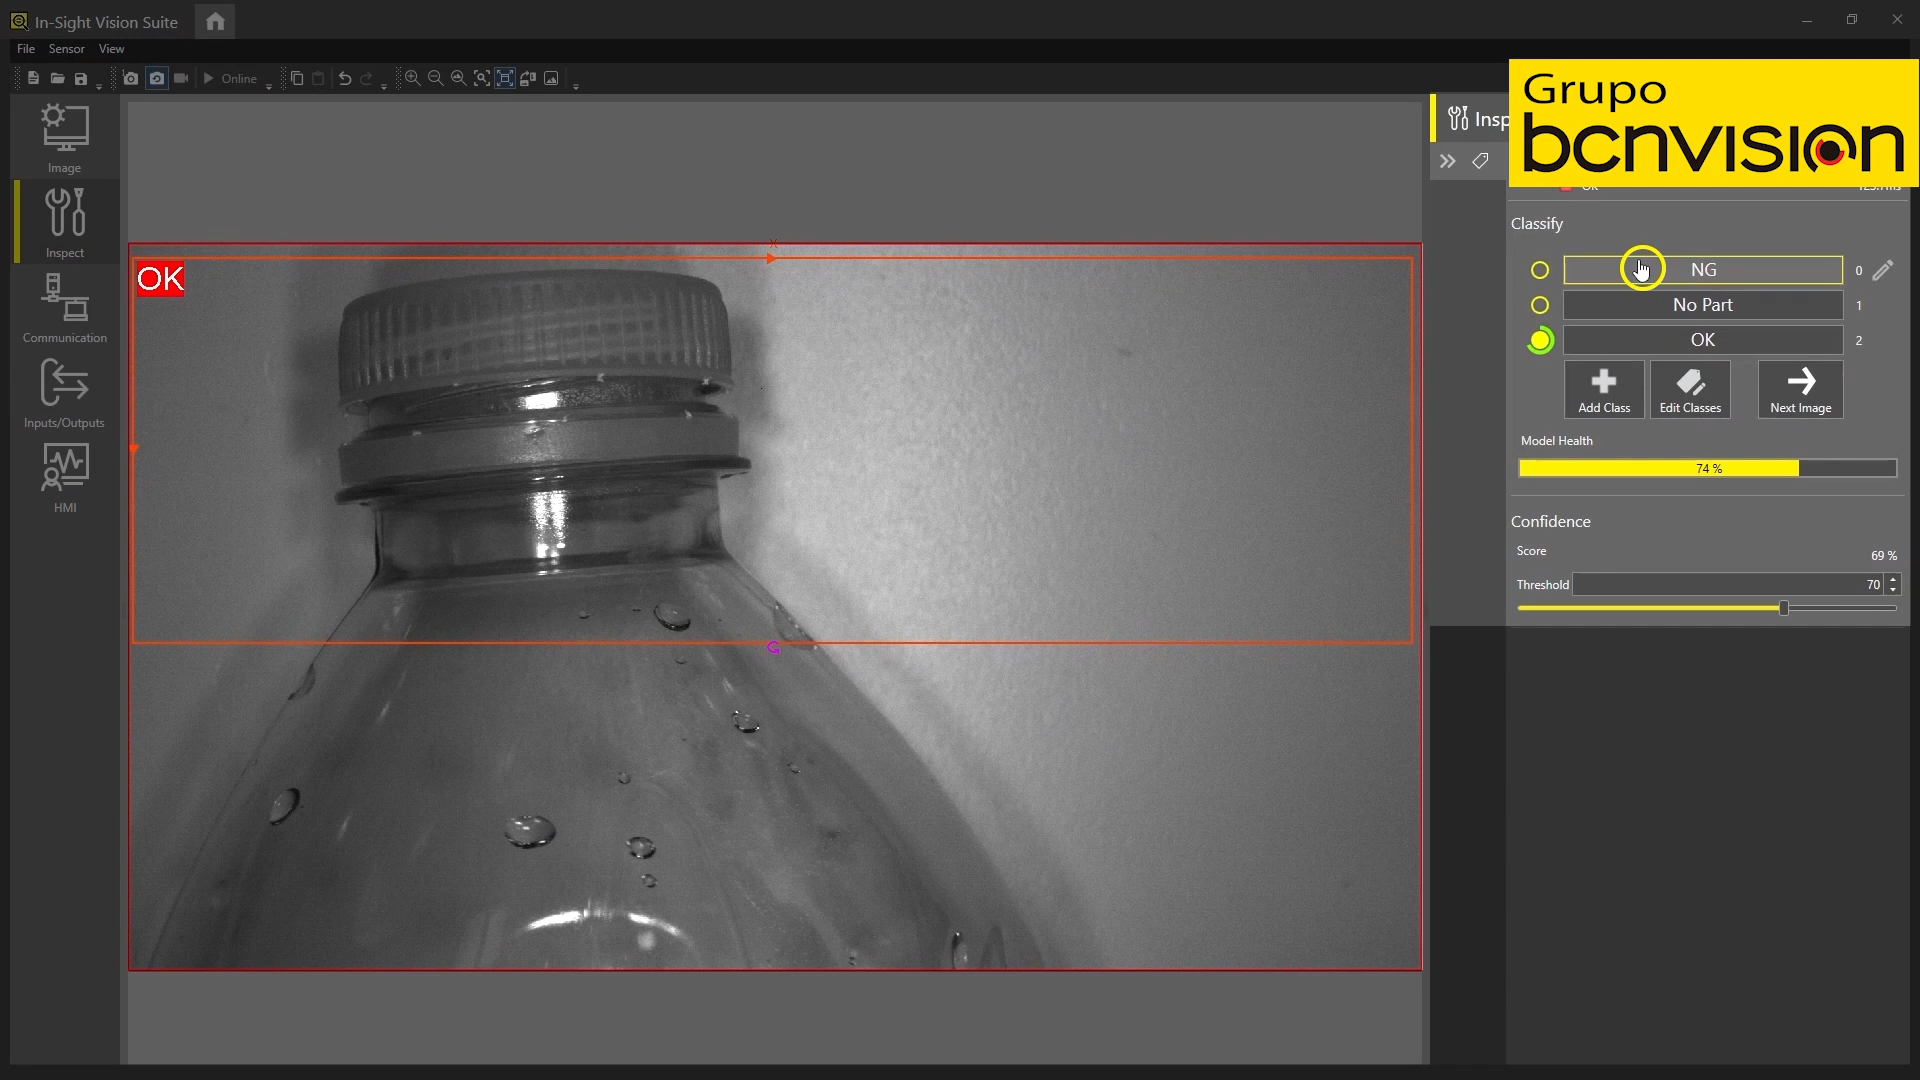 In-Sight Vision Suite
File Sensor View
Online
Image
Inspect
Communication
Inputs/Outputs
HMI
OK
X
Insp
Grupo
bcnvision
OK
Classify
NG 0
No Part 1
OK 2
Add Class
Edit Classes
Next Image
Model Health
74 %
Confidence
Score 69 %
Threshold 70